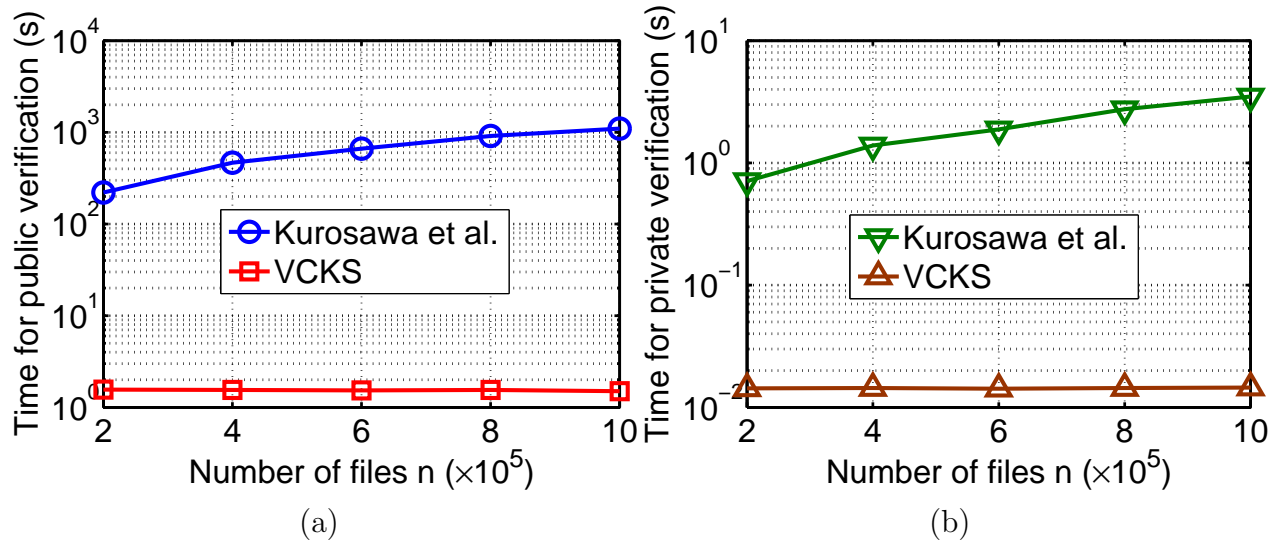 Time for public verification (s)
10^4
10^3
10^2
10^1
10^0
Kurosawa et al.
VCKS
2 4 6 8 10
Number of files n (×10^5)
(a)
Time for private verification (s)
10^1
10^0
10^−1
10^−2
Kurosawa et al.
VCKS
2 4 6 8 10
Number of files n (×10^5)
(b)